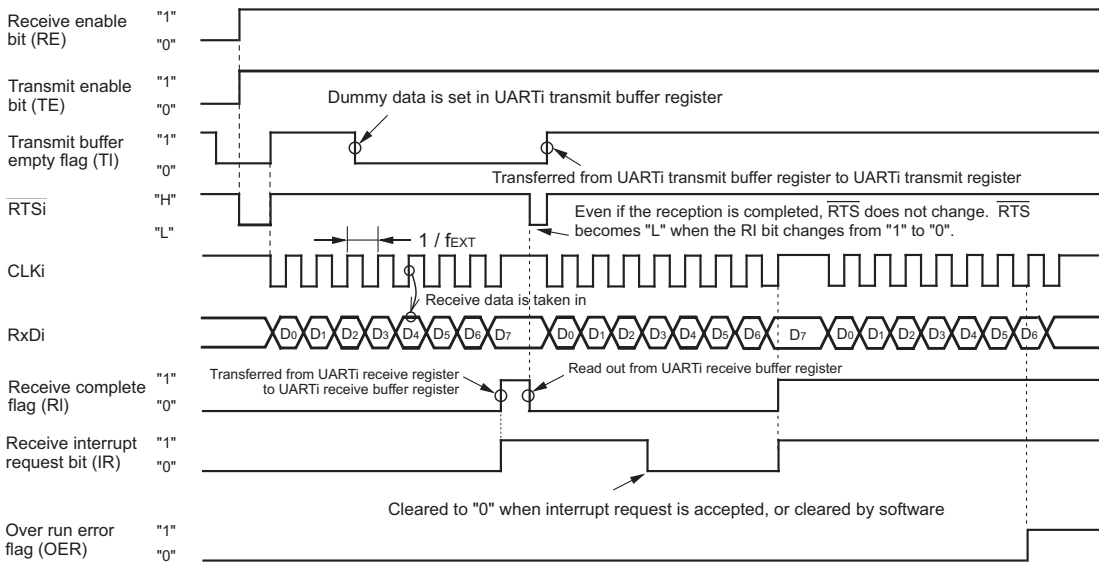 Receive enable
bit (RE)
"1"
"0"
Transmit enable
bit (TE)
"1"
"0"
Dummy data is set in UARTi transmit buffer register
Transmit buffer
empty flag (TI)
"1"
"0"
Transferred from UARTi transmit buffer register to UARTi transmit register
RTSi
"H"
"L"
Even if the reception is completed, RTS does not change. RTS
becomes "L" when the RI bit changes from "1" to "0".
1 / fEXT
CLKi
Receive data is taken in
RxDi
D0 D1 D2 D3 D4 D5 D6 D7 D0 D1 D2 D3 D4 D5 D6 D7 D0 D1 D2 D3 D4 D5 D6
Receive complete
flag (RI)
"1"
"0"
Transferred from UARTi receive register
to UARTi receive buffer register
Read out from UARTi receive buffer register
Receive interrupt
request bit (IR)
"1"
"0"
Cleared to "0" when interrupt request is accepted, or cleared by software
Over run error
flag (OER)
"1"
"0"